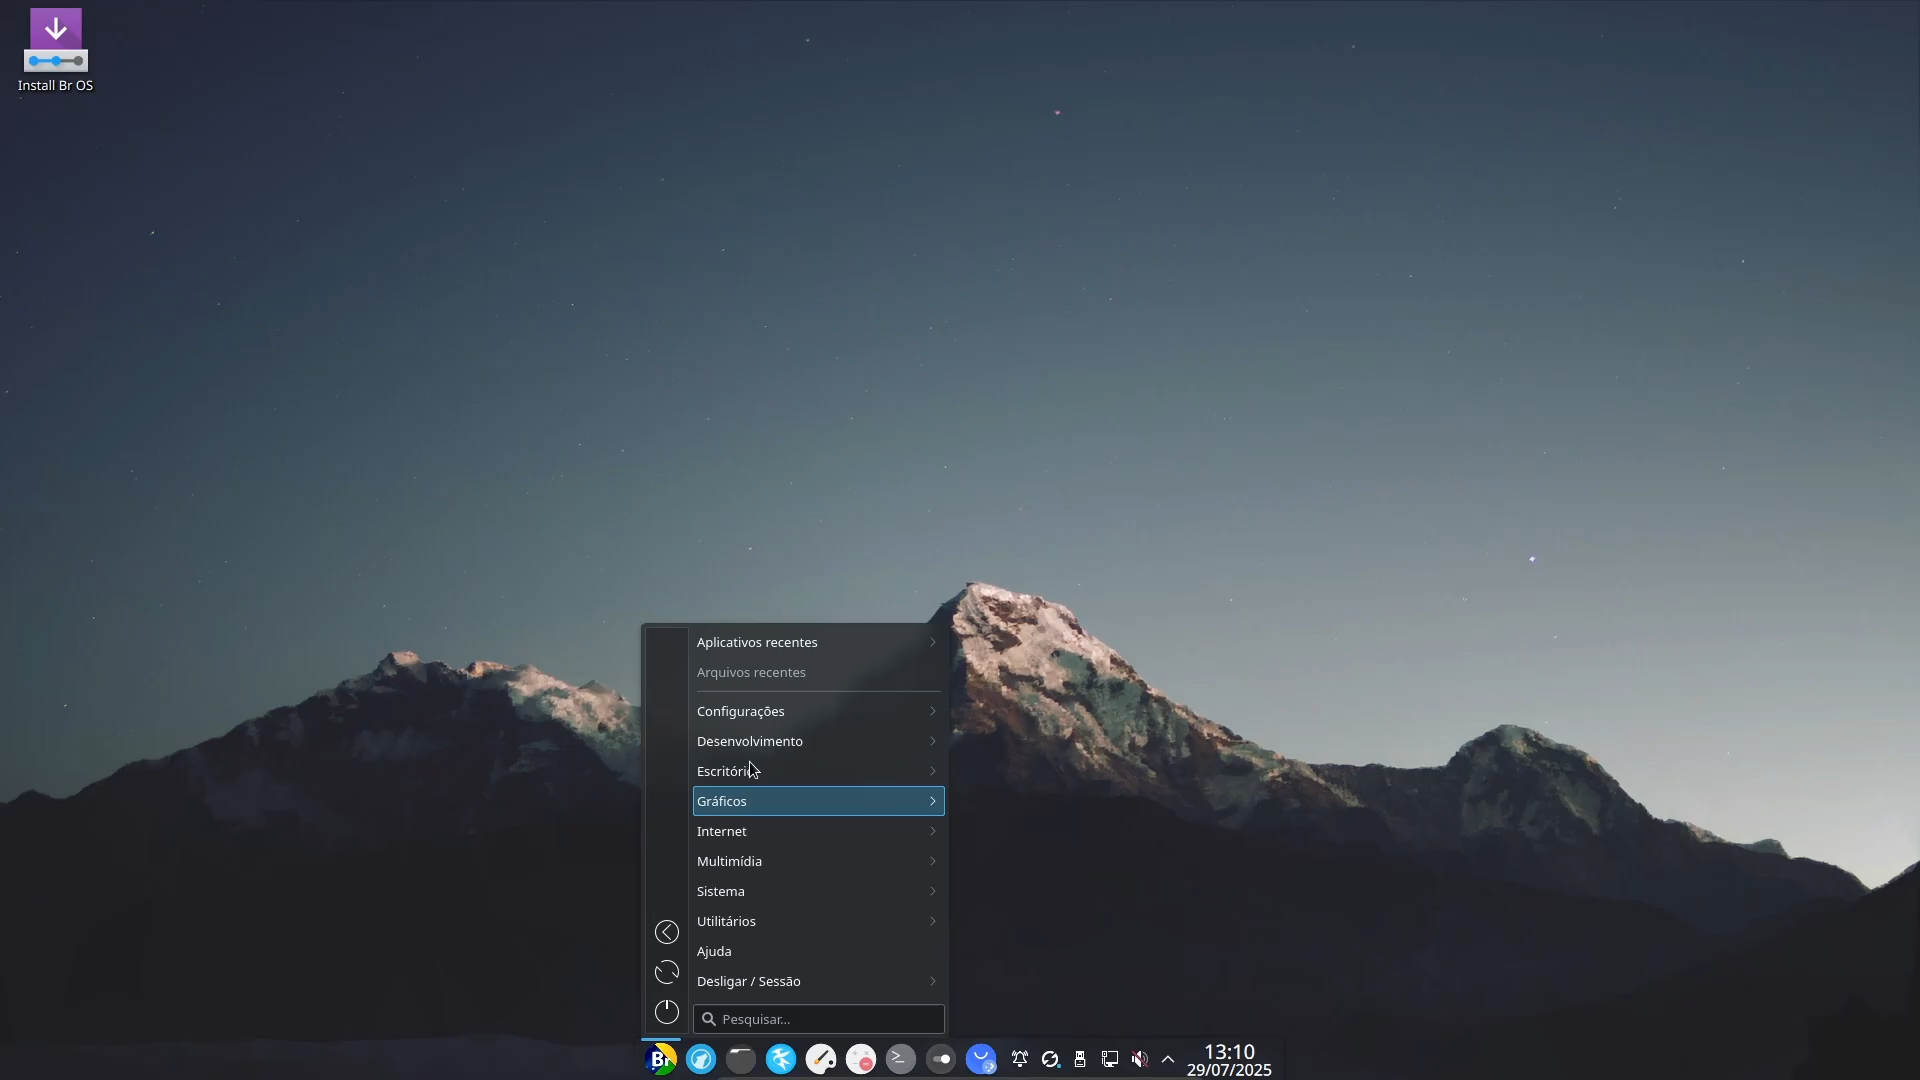 Install Br OS
Aplicativos recentes
Arquivos recentes
Configurações
Desenvolvimento
Escritório
Gráficos
Internet
Multimídia
Sistema
Utilitários
Ajuda
Desligar / Sessão
Pesquisar...
Br
13:10
29/07/2025